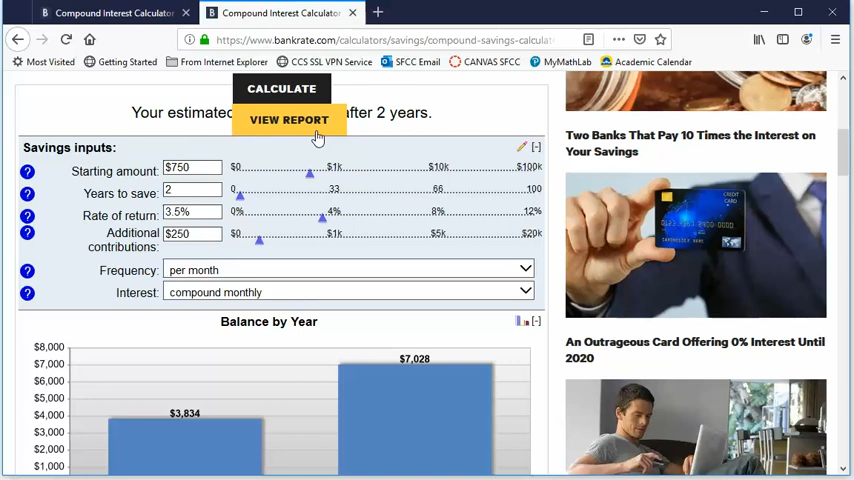 Compound Interest Calculator
Compound Interest Calculator
https://www.bankrate.com/calculators/savings/compound-savings-calculat
Most Visited Getting Started From Internet Explorer CCS SSL VPN Service SFCC Email CANVAS SFCC MyMathLab Academic Calendar
CALCULATE
Your estimated after 2 years.
VIEW REPORT
Savings inputs: [-]
? Starting amount: $750 $0 $1k $10k $100k
? Years to save: 2 0 33 66 100
? Rate of return: 3.5% 0% 4% 8% 12%
? Additional contributions: $250 $0 $1k $5k $20k
? Frequency: per month
? Interest: compound monthly
Balance by Year [-]
$8,000
$7,000
$6,000
$5,000
$4,000
$3,000
$2,000
$1,000
$3,834
$7,028
Two Banks That Pay 10 Times the Interest on
Your Savings
CREDIT
CARD
An Outrageous Card Offering 0% Interest Until
2020